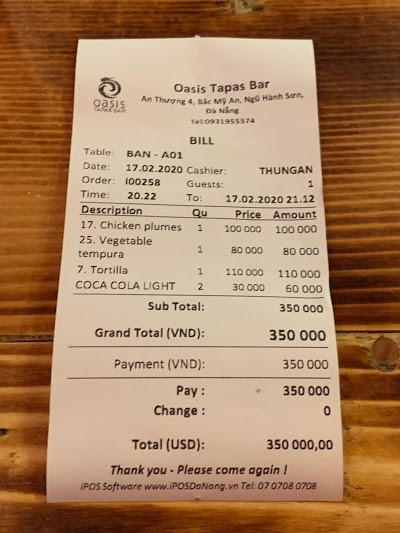 oasis
TAPAS BAR
Oasis Tapas Bar
An Thượng 4, Bắc Mỹ An, Ngũ Hành Sơn,
Đà Nẵng
Tel:0931955574
BILL
Table: BAN - A01
Date: 17.02.2020 Cashier: THUNGAN
Order: I00258 Guests: 1
Time: 20.22 To: 17.02.2020 21.12
Description Qu Price Amount
17. Chicken plumes 1 100 000 100 000
25. Vegetable
tempura 1 80 000 80 000
7. Tortilla 1 110 000 110 000
COCA COLA LIGHT 2 30 000 60 000
Sub Total: 350 000
Grand Total (VND): 350 000
Payment (VND): 350 000
Pay : 350 000
Change : 0
Total (USD): 350 000,00
Thank you - Please come again !
iPOS Software www.iPOSDaNang.vn Tel: 07 0708 0708